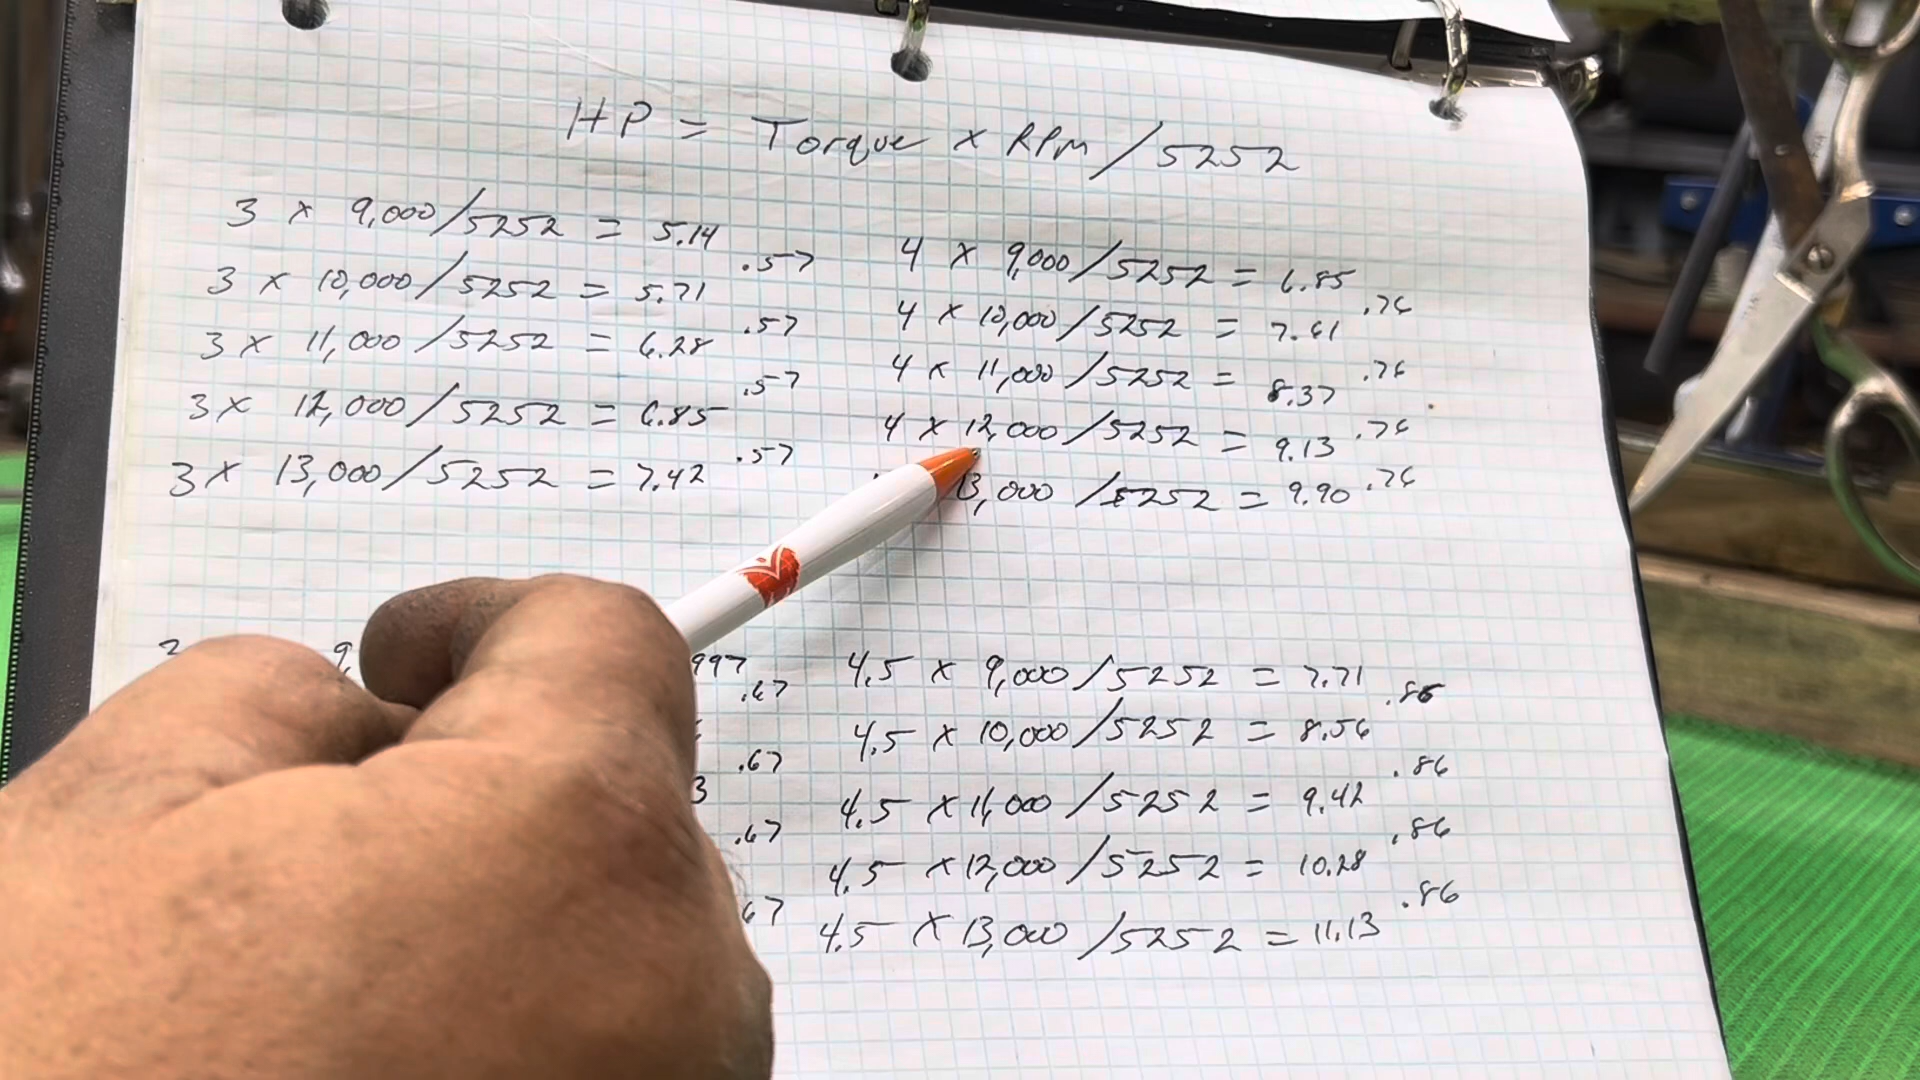 HP = Torque x RPM / 5252
3 x 9,000 / 5252 = 5.14
.57
3 x 10,000 / 5252 = 5.71
.57
3 x 11,000 / 5252 = 6.28
.57
3 x 12,000 / 5252 = 6.85
.57
3 x 13,000 / 5252 = 7.42
4 x 9,000 / 5252 = 6.85
.76
4 x 10,000 / 5252 = 7.61
.76
4 x 11,000 / 5252 = 8.37
.76
4 x 12,000 / 5252 = 9.13
.76
13,000 / 5252 = 9.90
9,
997
.67
.67
3
.67
67
4.5 x 9,000 / 5252 = 7.71
.86
4.5 x 10,000 / 5252 = 8.56
.86
4.5 x 11,000 / 5252 = 9.42
.86
4.5 x 12,000 / 5252 = 10.28
.86
4.5 x 13,000 / 5252 = 11.13